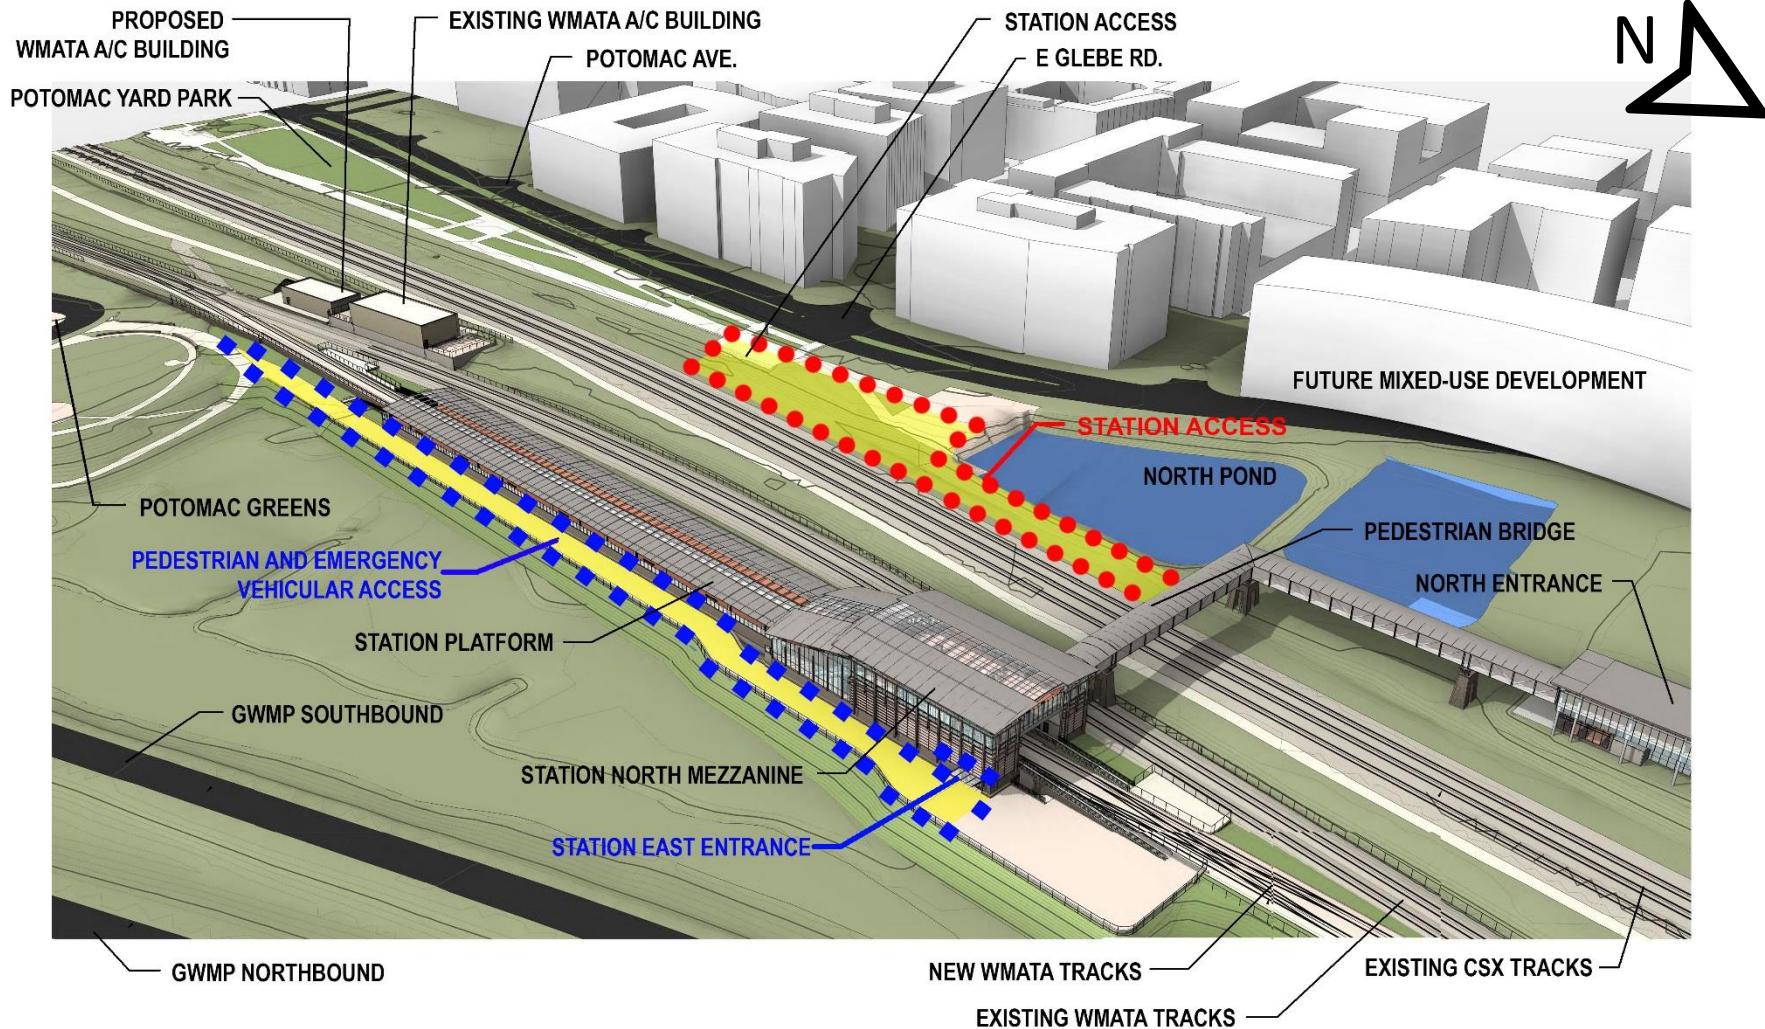 PROPOSED
WMATA A/C BUILDING
EXISTING WMATA A/C BUILDING
STATION ACCESS
N
POTOMAC AVE.
E GLEBE RD.
POTOMAC YARD PARK
FUTURE MIXED-USE DEVELOPMENT
STATION ACCESS
NORTH POND
POTOMAC GREENS
PEDESTRIAN BRIDGE
PEDESTRIAN AND EMERGENCY
VEHICULAR ACCESS
NORTH ENTRANCE
STATION PLATFORM
GWMP SOUTHBOUND
STATION NORTH MEZZANINE
STATION EAST ENTRANCE
GWMP NORTHBOUND
NEW WMATA TRACKS
EXISTING CSX TRACKS
EXISTING WMATA TRACKS